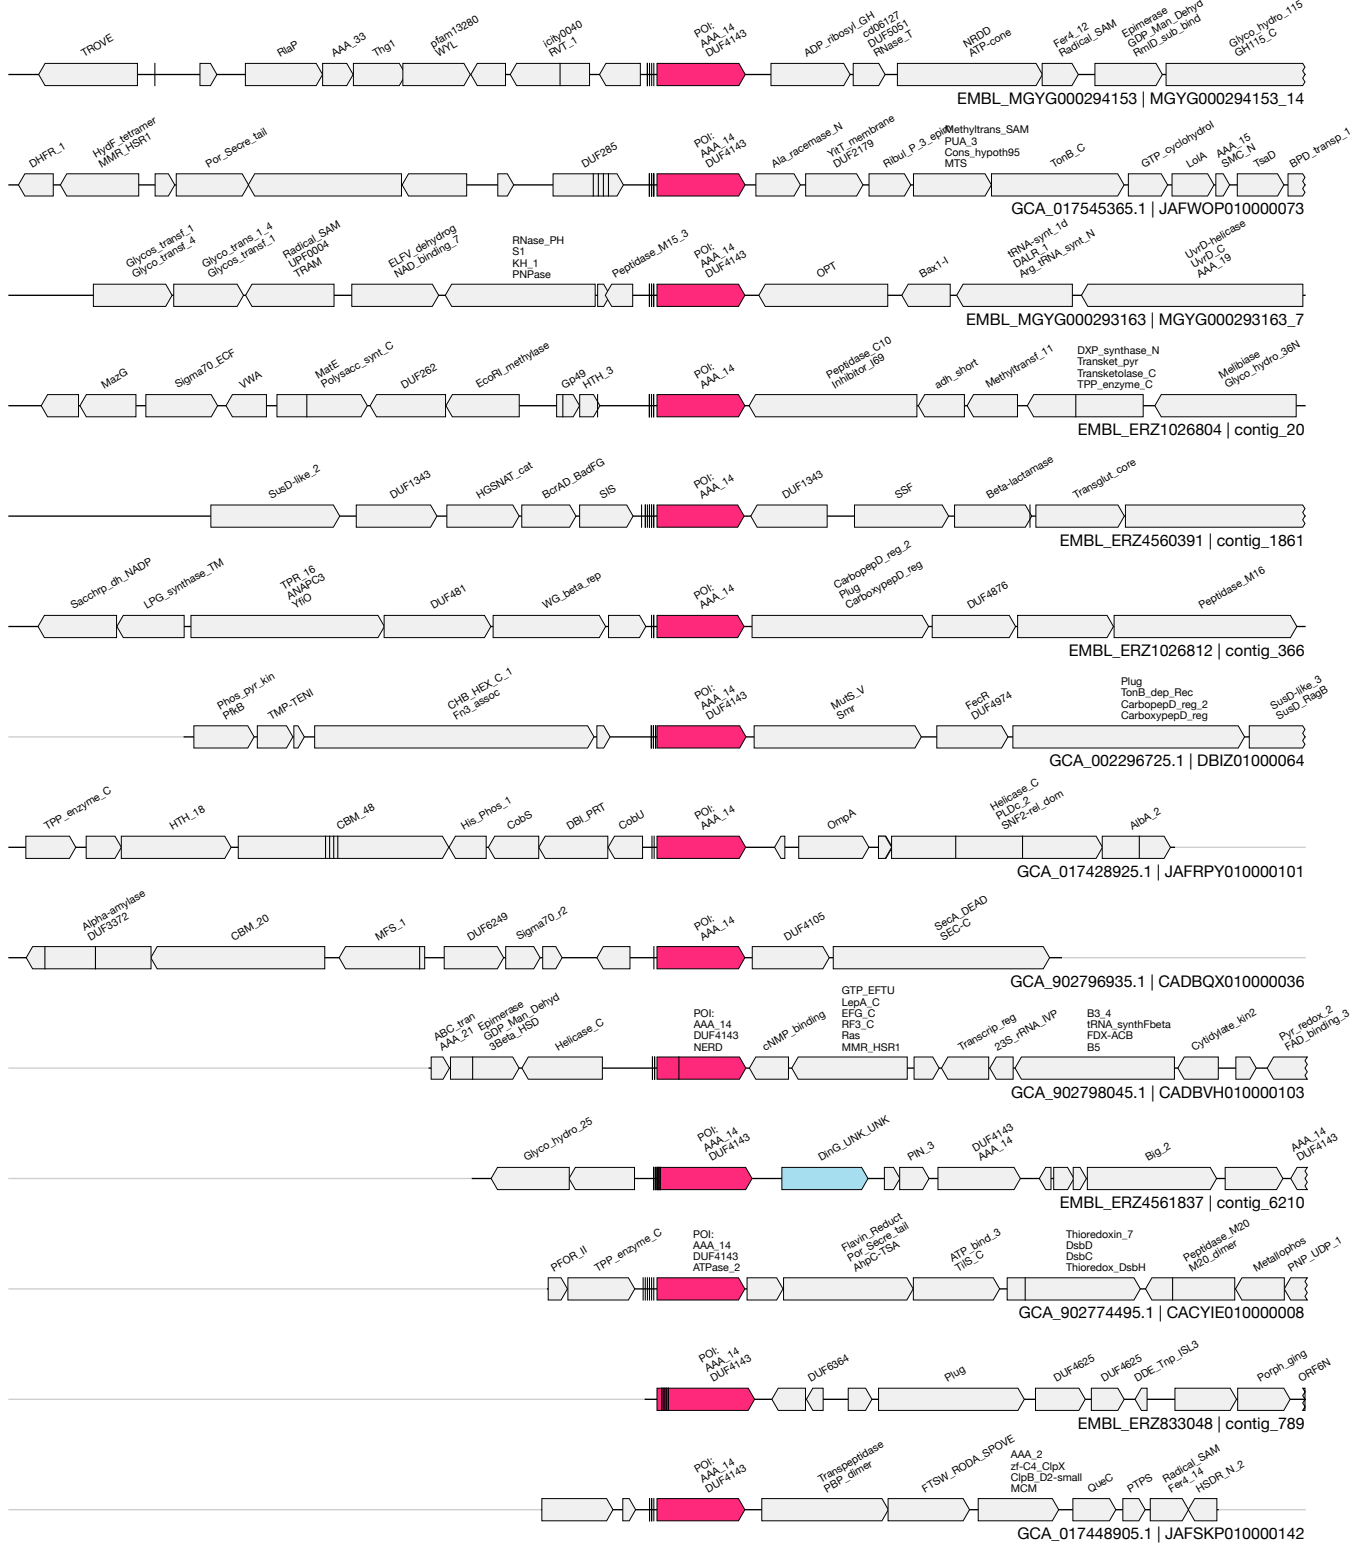 TROVE
RlaP
AAA_33
Thg1
pfam13280
WYL
icity0040
RVT_1
POI:
AAA_14
DUF4143
ADP_ribosyl_GH
cd06127
DUF5051
RNase_T
NRDD
ATP-cone
Fer4_12
Radical_SAM
Epimerase
GDP_Man_Dehyd
RmlD_sub_bind
Glyco_hydro_115
GH115_C
EMBL_MGYG000294153 | MGYG000294153_14
DHFR_1
HydF_tetramer
MMR_HSR1
Por_Secre_tail
DUF285
POI:
AAA_14
DUF4143
Ala_racemase_N
YitT_membrane
DUF2179
Ribul_P_3_epim
Methyltrans_SAM
PUA_3
Cons_hypoth95
MTS
TonB_C
GTP_cyclohydrol
LolA
AAA_15
SMC_N
TsaD
BPD_transp_1
GCA_017545365.1 | JAFWOP010000073
Glycos_transf_1
Glyco_transf_4
Glyco_trans_1_4
Glycos_transf_1
Radical_SAM
UPF0004
TRAM
ELFV_dehydrog
NAD_binding_7
RNase_PH
S1
KH_1
PNPase
Peptidase_M15_3
POI:
AAA_14
DUF4143
OPT
Bax1-I
tRNA-synt_1d
DALR_1
Arg_tRNA_synt_N
UvrD-helicase
UvrD_C
AAA_19
EMBL_MGYG000293163 | MGYG000293163_7
MazG
Sigma70_ECF
VWA
MatE
Polysacc_synt_C
DUF262
EcoRI_methylase
Gp49
HTH_3
POI:
AAA_14
Peptidase_C10
Inhibitor_I69
adh_short
Methyltransf_11
DXP_synthase_N
Transket_pyr
Transketolase_C
TPP_enzyme_C
Melibiase
Glyco_hydro_36N
EMBL_ERZ1026804 | contig_20
SusD-like_2
DUF1343
HGSNAT_cat
BcrAD_BadFG
SIS
POI:
AAA_14
DUF1343
SSF
Beta-lactamase
Transglut_core
EMBL_ERZ4560391 | contig_1861
Sacchrp_dh_NADP
LPG_synthase_TM
TPR_16
ANAPC3
YfiO
DUF481
WG_beta_rep
POI:
AAA_14
CarbopepD_reg_2
Plug
CarboxypepD_reg
DUF4876
Peptidase_M16
EMBL_ERZ1026812 | contig_366
Phos_pyr_kin
PfkB
TMP-TENI
CHB_HEX_C_1
Fn3_assoc
POI:
AAA_14
DUF4143
MutS_V
Smr
FecR
DUF4974
Plug
TonB_dep_Rec
CarbopepD_reg_2
CarboxypepD_reg
SusD-like_3
SusD_RagB
GCA_002296725.1 | DBIZ01000064
TPP_enzyme_C
HTH_18
CBM_48
His_Phos_1
CobS
DBI_PRT
CobU
POI:
AAA_14
OmpA
Helicase_C
PLDc_2
SNF2-rel_dom
AlbA_2
GCA_017428925.1 | JAFRPY010000101
Alpha-amylase
DUF3372
CBM_20
MFS_1
DUF6249
Sigma70_r2
POI:
AAA_14
DUF4105
SecA_DEAD
SEC-C
GCA_902796935.1 | CADBQX010000036
ABC_tran
AAA_21
Epimerase
GDP_Man_Dehyd
3Beta_HSD
Helicase_C
POI:
AAA_14
DUF4143
NERD
cNMP_binding
GTP_EFTU
LepA_C
EFG_C
RF3_C
Ras
MMR_HSR1
Transcrip_reg
23S_rRNA_IVP
B3_4
tRNA_synthFbeta
FDX-ACB
B5
Cytidylate_kin2
Pyr_redox_2
FAD_binding_3
GCA_902798045.1 | CADBVH010000103
Glyco_hydro_25
POI:
AAA_14
DUF4143
DinG_UNK_UNK
PIN_3
DUF4143
AAA_14
Big_2
AAA_14
DUF4143
EMBL_ERZ4561837 | contig_6210
PFOR_II
TPP_enzyme_C
POI:
AAA_14
DUF4143
ATPase_2
Flavin_Reduct
Por_Secre_tail
AhpC-TSA
ATP_bind_3
TilS_C
Thioredoxin_7
DsbD
DsbC
Thioredox_DsbH
Peptidase_M20
M20_dimer
Metallophos
PNP_UDP_1
GCA_902774495.1 | CACYIE010000008
POI:
AAA_14
DUF4143
DUF6364
Plug
DUF4625
DUF4625
DDE_Tnp_ISL3
Porph_ging
ORF6N
EMBL_ERZ833048 | contig_789
POI:
AAA_14
DUF4143
Transpeptidase
PBP_dimer
FTSW_RODA_SPOVE
AAA_2
zf-C4_ClpX
ClpB_D2-small
MCM
QueC
PTPS
Radical_SAM
Fer4_14
HSDR_N_2
GCA_017448905.1 | JAFSKP010000142